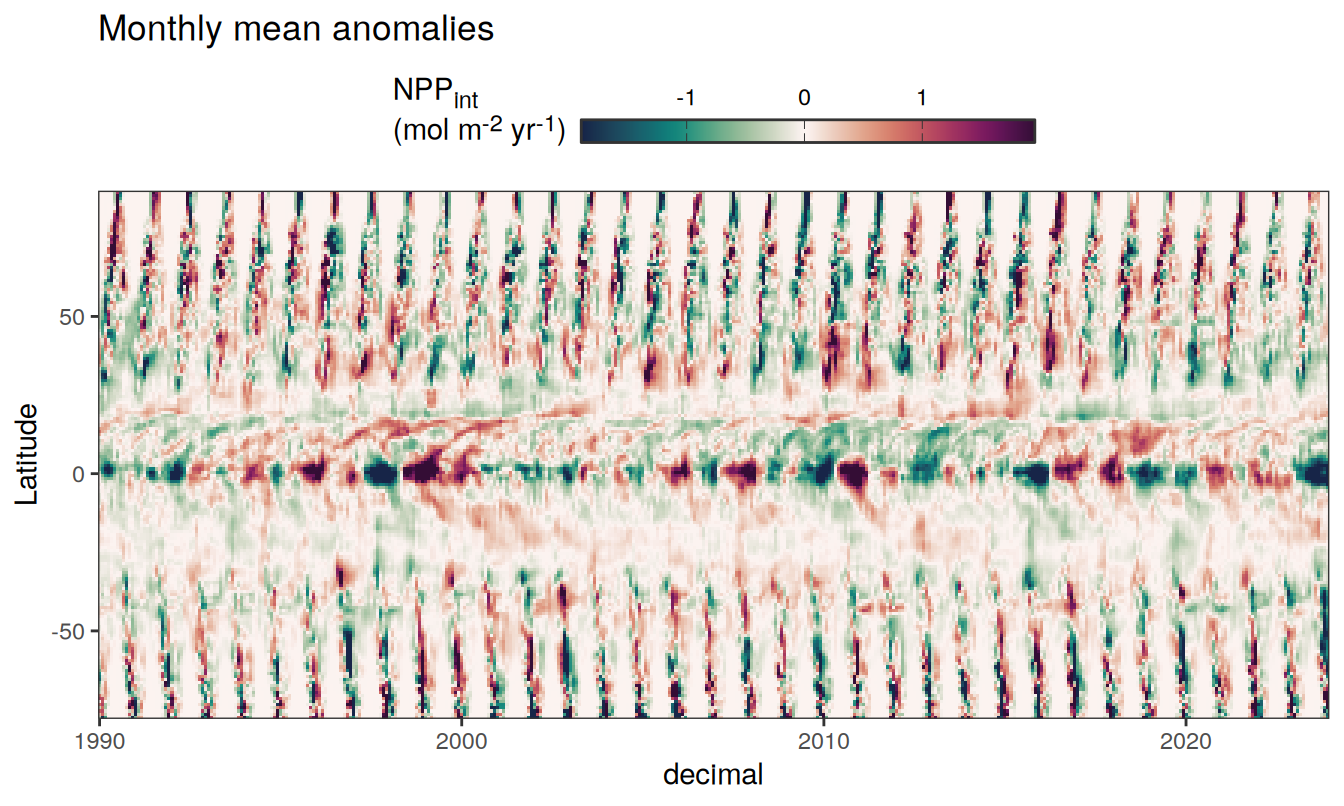 Monthly mean anomalies
NPPint
(mol m-2 yr-1)
-1 0 1
Latitude
50
0
-50
1990 2000 2010 2020
decimal